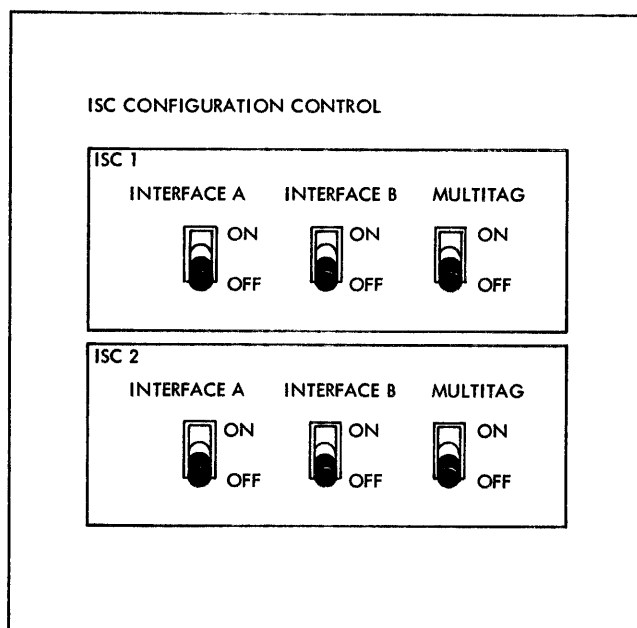 ISC CONFIGURATION CONTROL
ISC 1
INTERFACE A INTERFACE B MULTITAG
ON ON ON
OFF OFF OFF
ISC 2
INTERFACE A INTERFACE B MULTITAG
ON ON ON
OFF OFF OFF